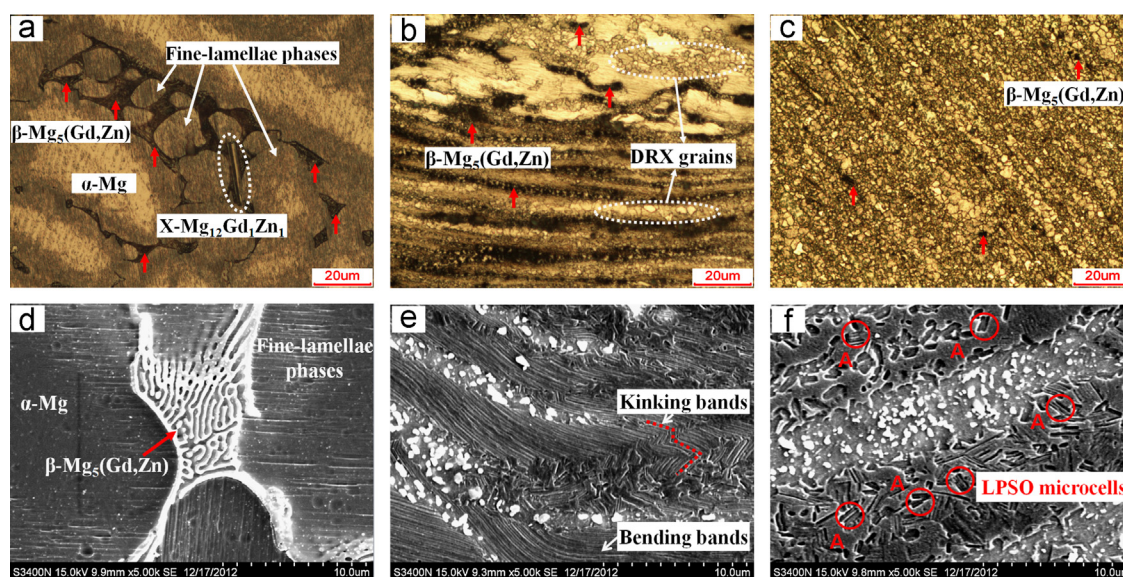 a
Fine-lamellae phases
β-Mg₅(Gd,Zn)
α-Mg
X-Mg₁₂Gd₁Zn₁
20um
b
β-Mg₅(Gd,Zn)
DRX grains
20um
c
β-Mg₅(Gd,Zn)
20um
d
Fine-lamellae
phases
α-Mg
β-Mg₅(Gd,Zn)
S3400N 15.0kV 9.9mm x5.00k SE 12/17/2012
10.0um
e
Kinking bands
Bending bands
S3400N 15.0kV 9.3mm x5.00k SE 12/17/2012
10.0um
f
A
A
A
A
A
A
LPSO microcells
S3400N 15.0kV 9.8mm x5.00k SE 12/17/2012
10.0um